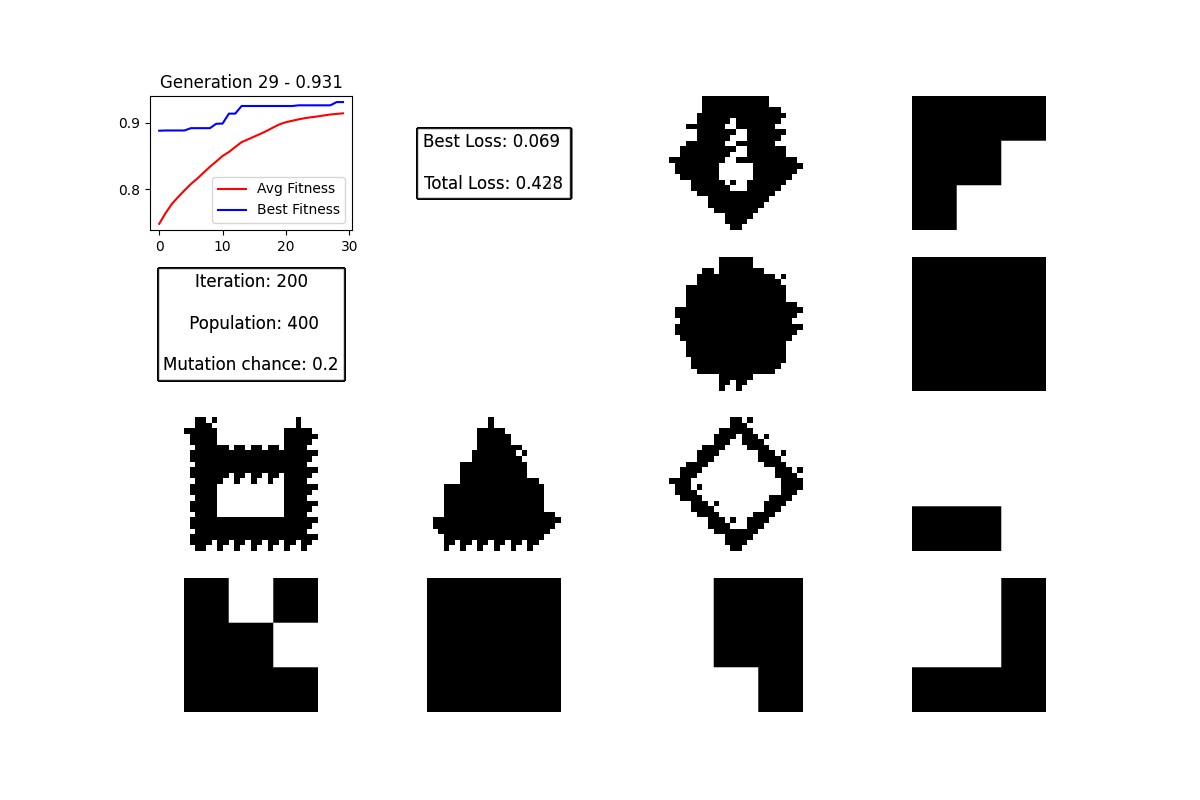 Generation 29 - 0.931
0.9
0.8
Avg Fitness
Best Fitness
0 10 20 30
Best Loss: 0.069
Total Loss: 0.428
Iteration: 200
Population: 400
Mutation chance: 0.2